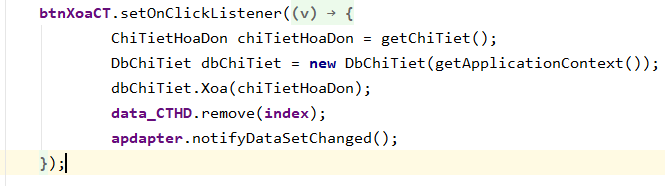 btnXoaCT.setOnClickListener((v) → {
ChiTietHoaDon chiTietHoaDon = getChiTiet();
DbChiTiet dbChiTiet = new DbChiTiet(getApplicationContext());
dbChiTiet.Xoa(chiTietHoaDon);
data_CTHD.remove(index);
apdapter.notifyDataSetChanged();
});